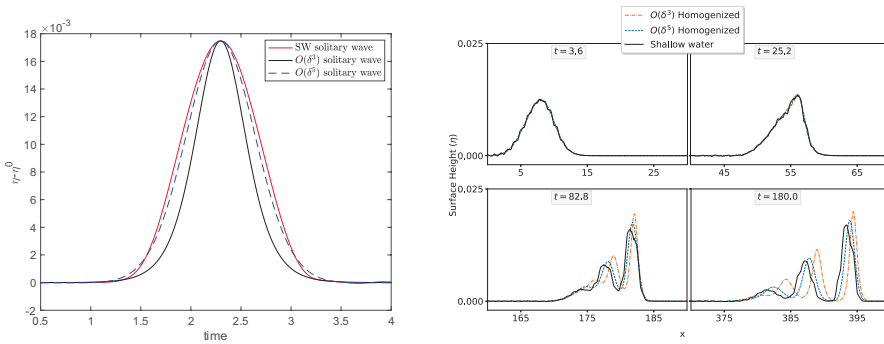 ×10⁻³
18
16
14
12
10
8
6
4
2
0
-2
η-η⁰
0.5
1
1.5
2
2.5
3
3.5
4
time
SW solitary wave
O(δ³) solitary wave
O(δ⁵) solitary wave
O(δ³) Homogenized
O(δ⁵) Homogenized
Shallow water
Surface Height (η)
0.025
0.000
t = 3.6
5
15
25
t = 25.2
45
55
65
0.025
0.000
t = 82.8
165
175
185
t = 180.0
375
385
395
x